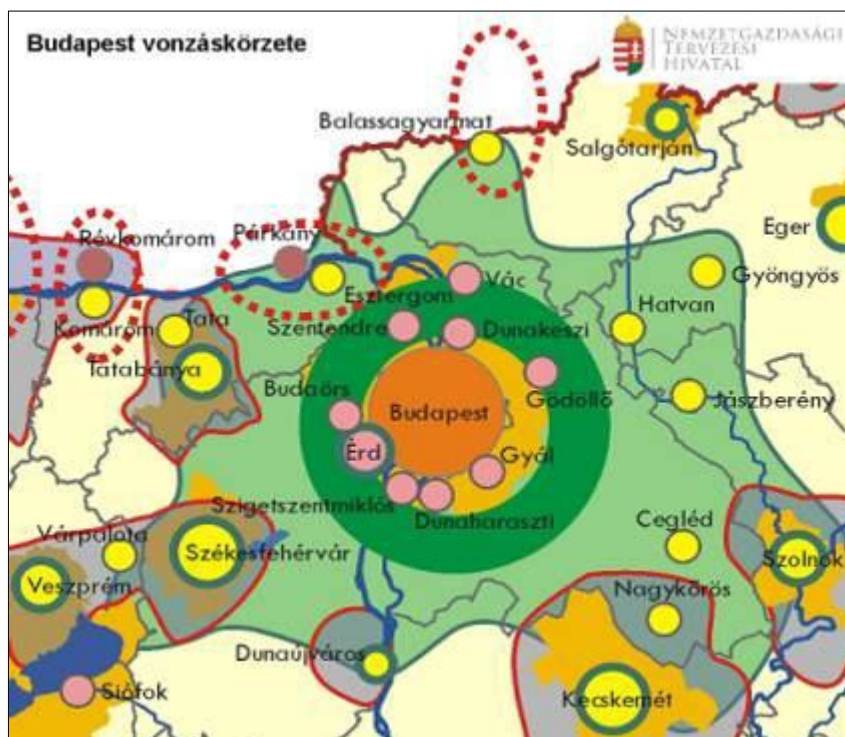 Budapest vonzáskörzete
NEMZETGAZDASÁGI
TERVEZÉSI
HIVATAL
Balassagyarmat
Salgótarján
Révkomárom
Párkány
Eger
Gyöngyös
Vác
Esztergom
Komárom
Tata
Szentendre
Dunakeszi
Hatvan
Tatabánya
Budaörs
Budapest
Gödöllő
Jászberény
Érd
Gyál
Szigetszentmiklós
Dunaharaszti
Cegléd
Várpalota
Székesfehérvár
Szolnok
Veszprém
Nagykőrös
Dunaújváros
Siófok
Kecskemét